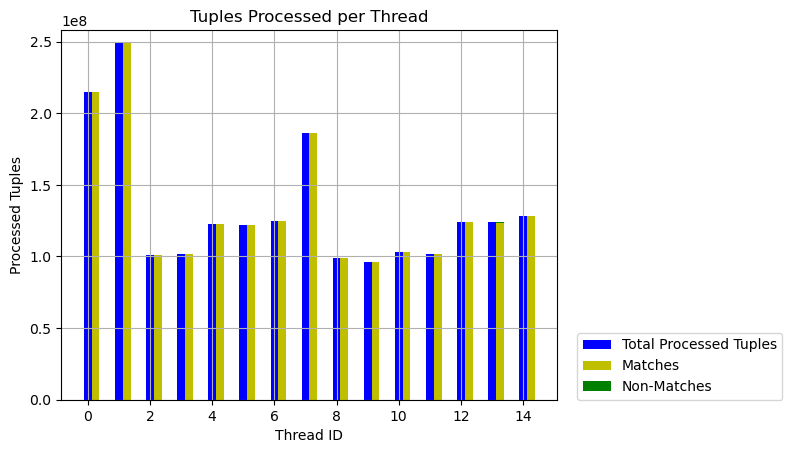 Tuples Processed per Thread
1e8
2.5
2.0
1.5
1.0
0.5
0.0
Processed Tuples
0 2 4 6 8 10 12 14
Thread ID
Total Processed Tuples
Matches
Non-Matches